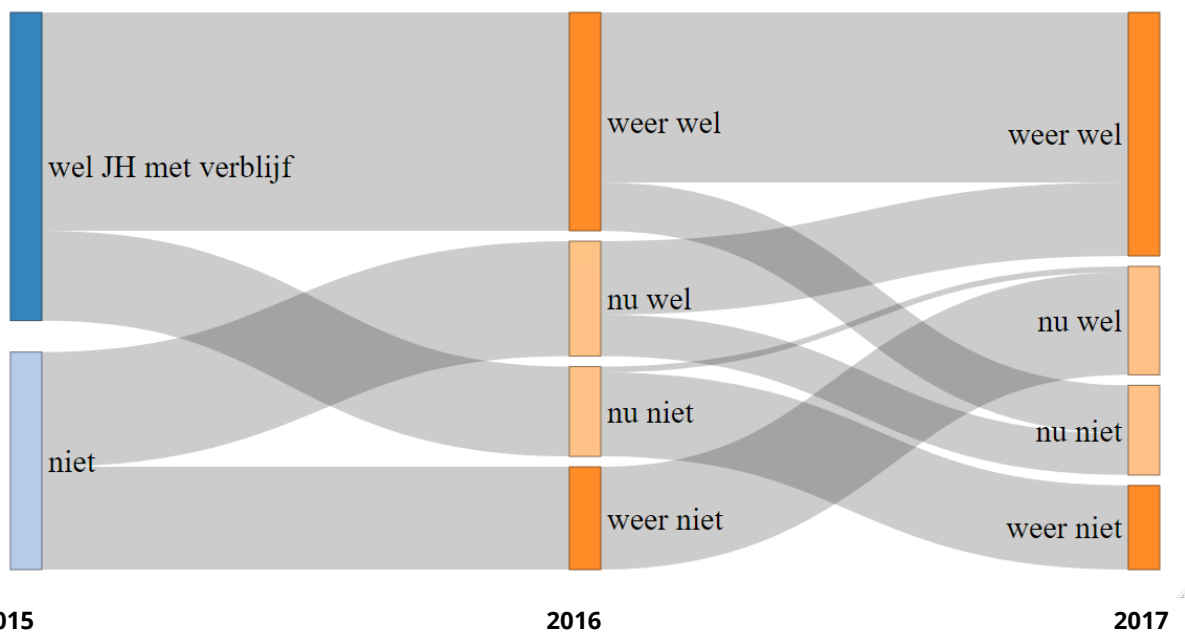 weer wel
weer wel
wel JH met verblijf
nu wel
nu wel
nu niet
nu niet
niet
weer niet
weer niet
015
2016
2017